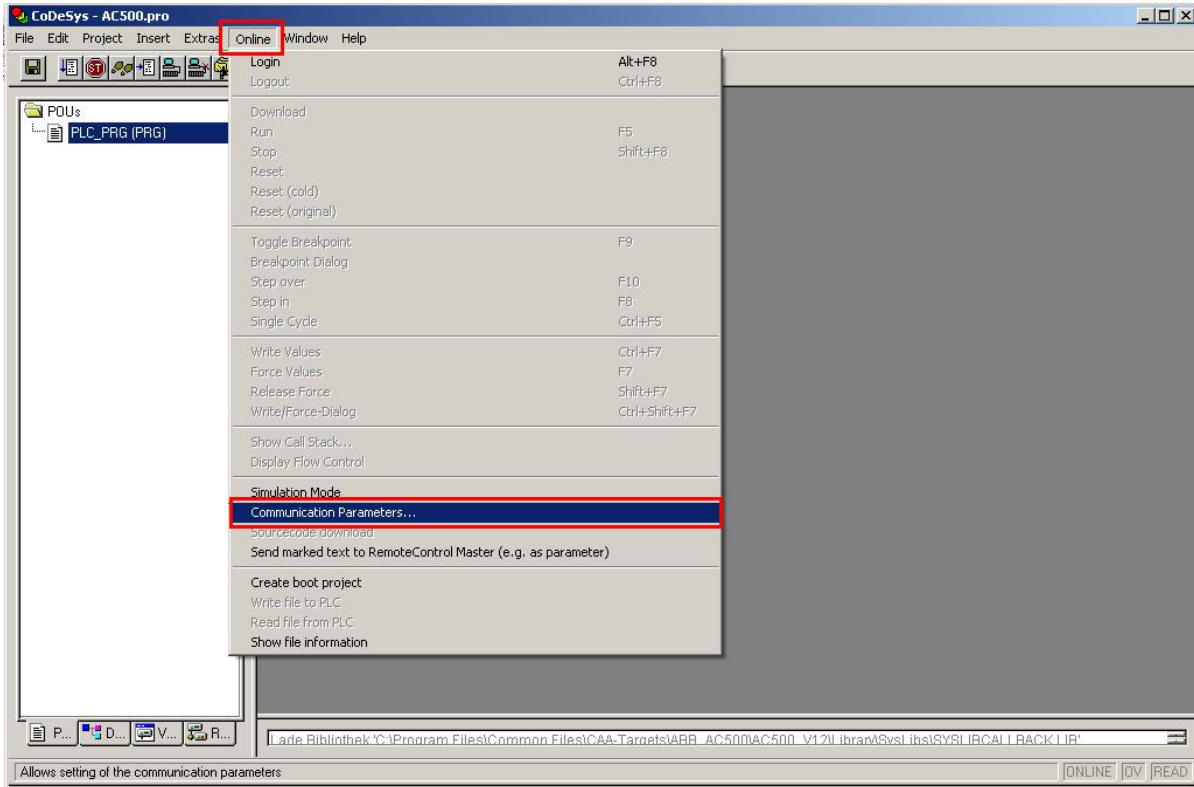 CoDeSys - AC500.pro
File Edit Project Insert Extras Online Window Help
Login Alt+F8
Logout Ctrl+F8
POUs
PLC_PRG (PRG)
Download
Run F5
Stop Shift+F8
Reset
Reset (cold)
Reset (original)
Toggle Breakpoint F9
Breakpoint Dialog
Step over F10
Step in F8
Single Cycle Ctrl+F5
Write Values Ctrl+F7
Force Values F7
Release Force Shift+F7
Write/Force-Dialog Ctrl+Shift+F7
Show Call Stack...
Display Flow Control
Simulation Mode
Communication Parameters...
Sourcecode download
Send marked text to RemoteControl Master (e.g. as parameter)
Create boot project
Write file to PLC
Read file from PLC
Show file information
P... D... V... R...
Lade Bibliothek 'C:\Program Files\Common Files\CAA-Targets\ABB_AC500\AC500_V12\Library\SysLibs\SYSLIBCALLBACK.LIB'
Allows setting of the communication parameters ONLINE OV READ